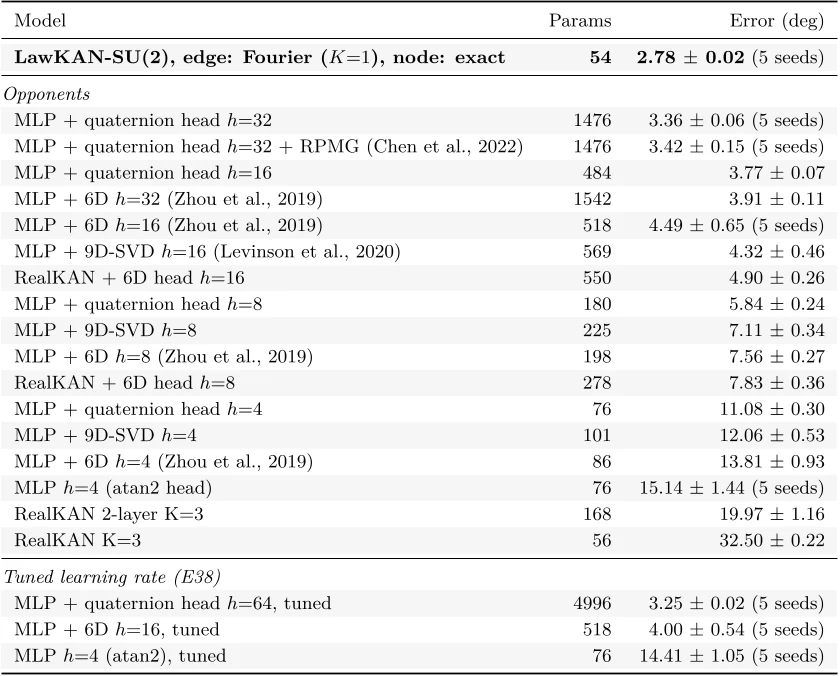 Model Params Error (deg)
LawKAN-SU(2), edge: Fourier (K=1), node: exact 54 2.78 ± 0.02 (5 seeds)
Opponents
MLP + quaternion head h=32 1476 3.36 ± 0.06 (5 seeds)
MLP + quaternion head h=32 + RPMG (Chen et al., 2022) 1476 3.42 ± 0.15 (5 seeds)
MLP + quaternion head h=16 484 3.77 ± 0.07
MLP + 6D h=32 (Zhou et al., 2019) 1542 3.91 ± 0.11
MLP + 6D h=16 (Zhou et al., 2019) 518 4.49 ± 0.65 (5 seeds)
MLP + 9D-SVD h=16 (Levinson et al., 2020) 569 4.32 ± 0.46
RealKAN + 6D head h=16 550 4.90 ± 0.26
MLP + quaternion head h=8 180 5.84 ± 0.24
MLP + 9D-SVD h=8 225 7.11 ± 0.34
MLP + 6D h=8 (Zhou et al., 2019) 198 7.56 ± 0.27
RealKAN + 6D head h=8 278 7.83 ± 0.36
MLP + quaternion head h=4 76 11.08 ± 0.30
MLP + 9D-SVD h=4 101 12.06 ± 0.53
MLP + 6D h=4 (Zhou et al., 2019) 86 13.81 ± 0.93
MLP h=4 (atan2 head) 76 15.14 ± 1.44 (5 seeds)
RealKAN 2-layer K=3 168 19.97 ± 1.16
RealKAN K=3 56 32.50 ± 0.22
Tuned learning rate (E38)
MLP + quaternion head h=64, tuned 4996 3.25 ± 0.02 (5 seeds)
MLP + 6D h=16, tuned 518 4.00 ± 0.54 (5 seeds)
MLP h=4 (atan2), tuned 76 14.41 ± 1.05 (5 seeds)